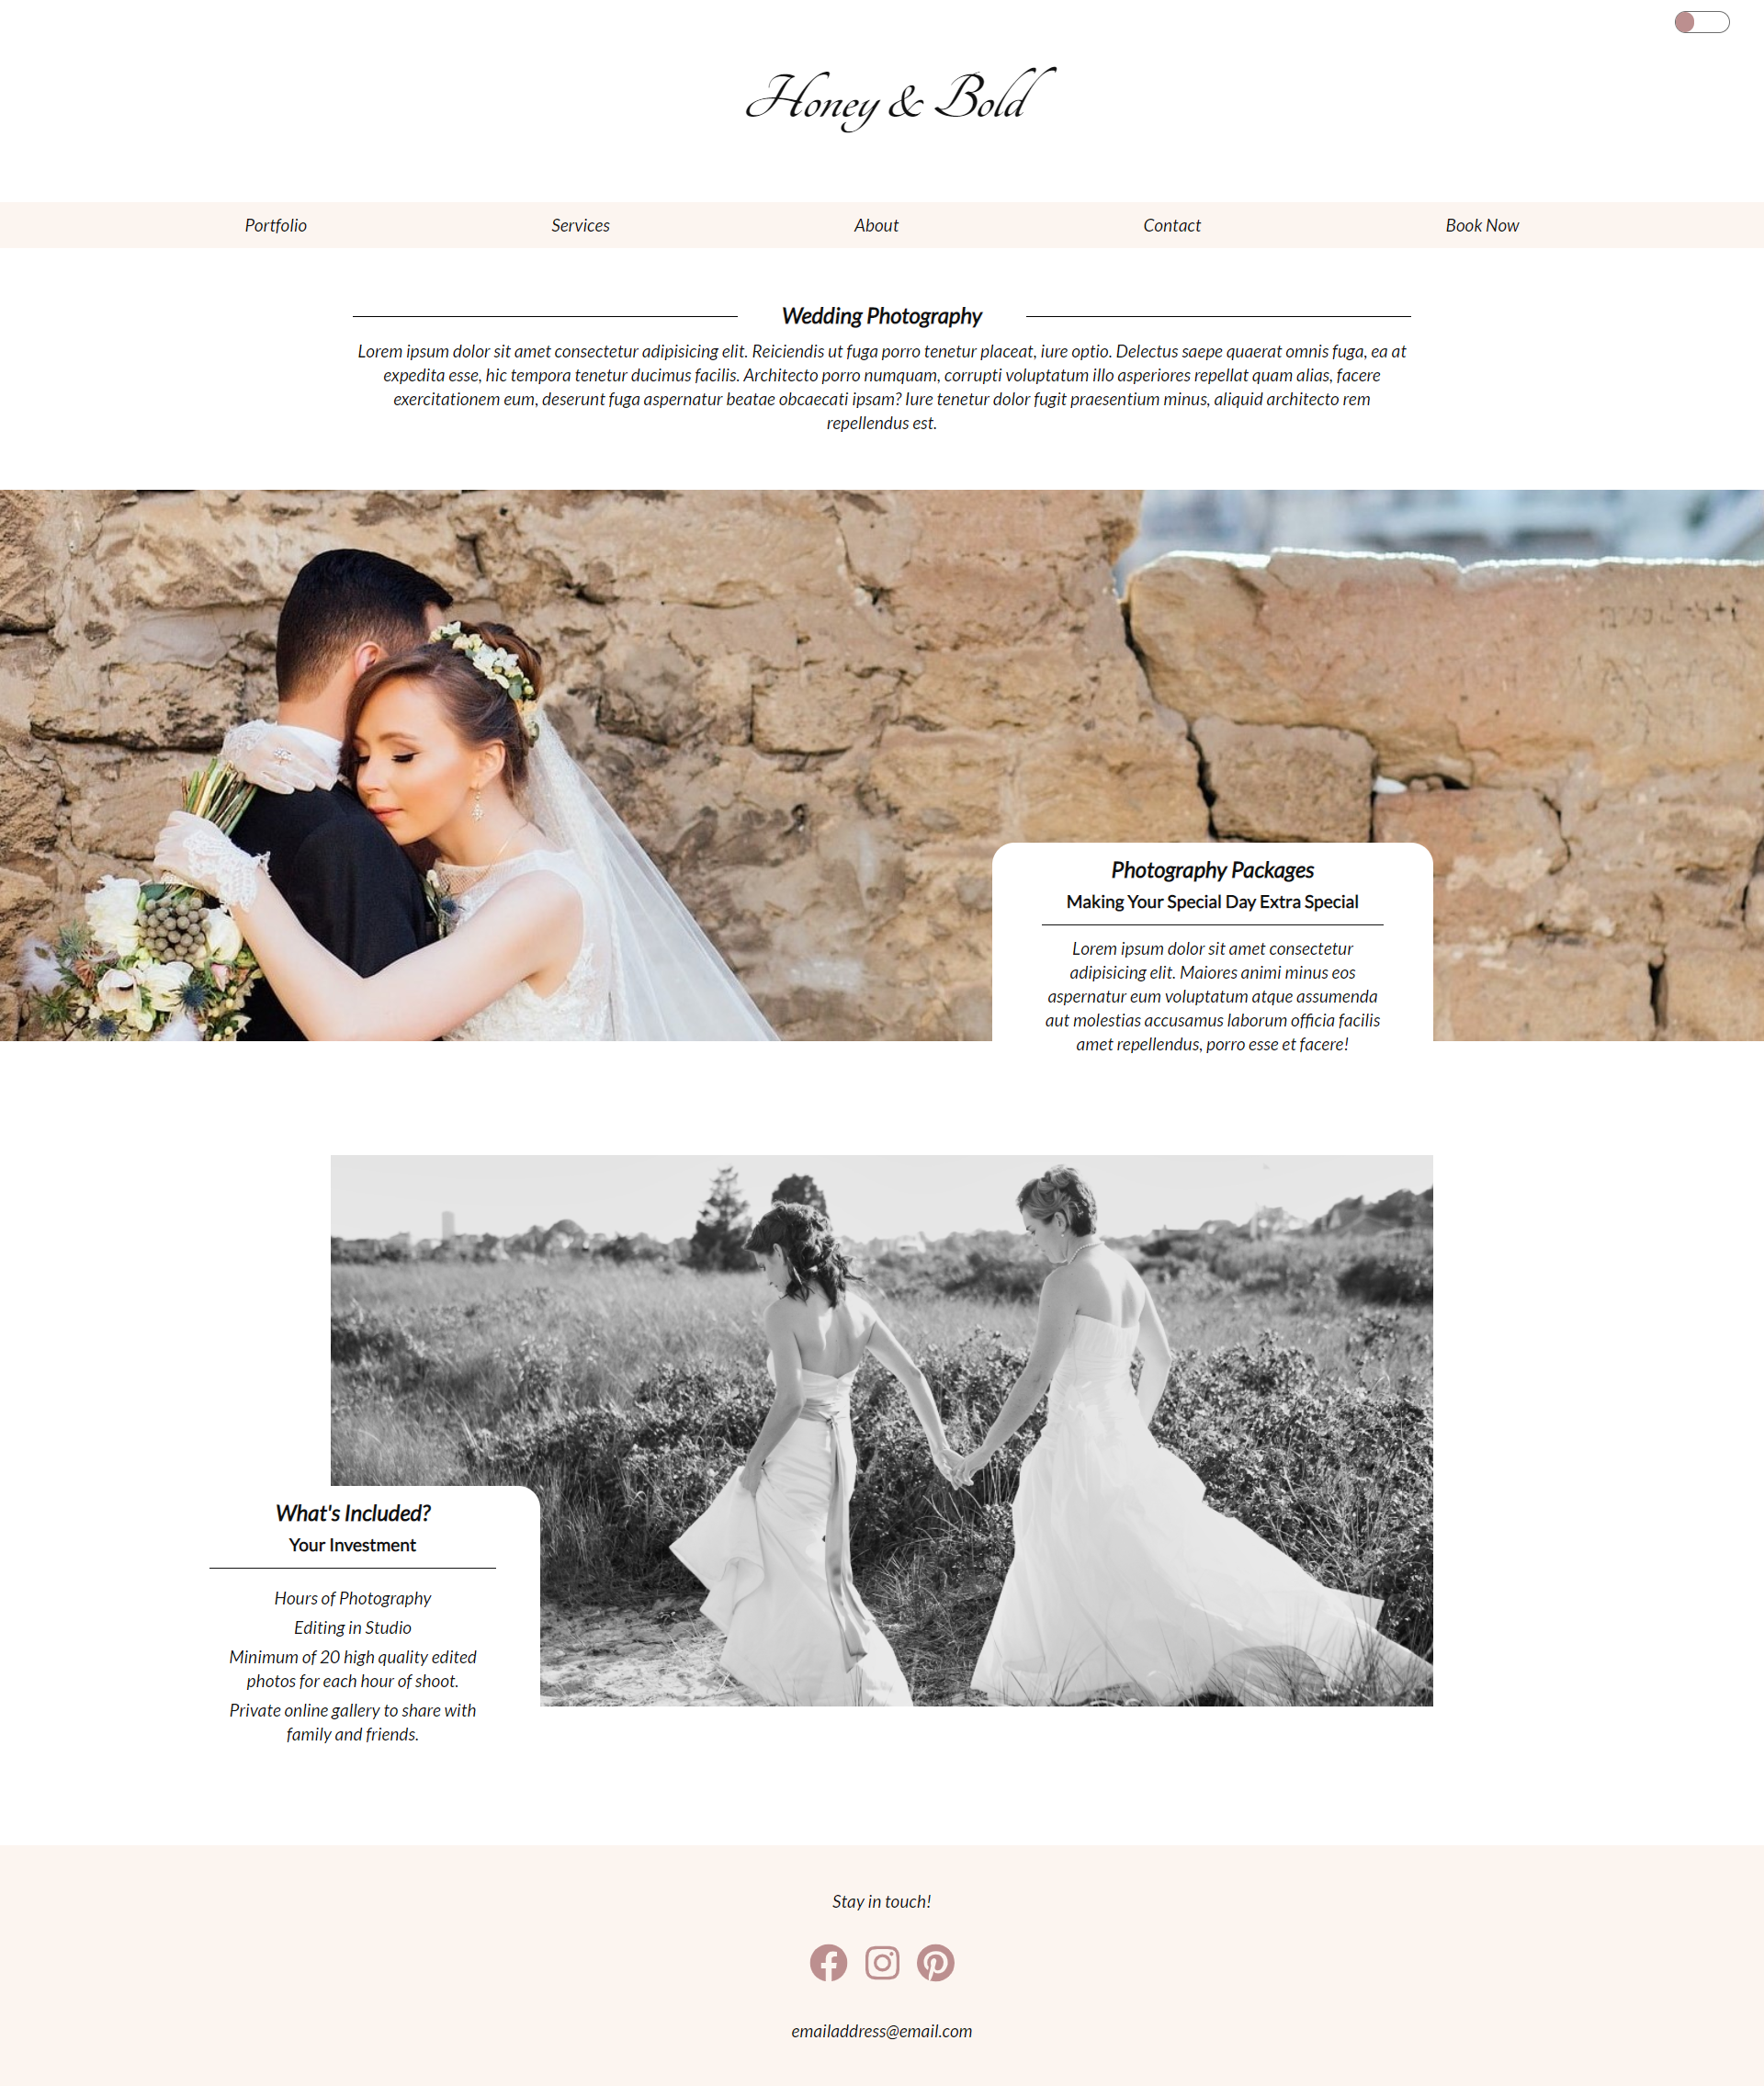 Honey & Bold
Portfolio
Services
About
Contact
Book Now
Wedding Photography
Lorem ipsum dolor sit amet consectetur adipisicing elit. Reiciendis ut fuga porro tenetur placeat, iure optio. Delectus saepe quaerat omnis fuga, ea at
expedita esse, hic tempora tenetur ducimus facilis. Architecto porro numquam, corrupti voluptatum illo asperiores repellat quam alias, facere
exercitationem eum, deserunt fuga aspernatur beatae obcaecati ipsam? Iure tenetur dolor fugit praesentium minus, aliquid architecto rem
repellendus est.
Photography Packages
Making Your Special Day Extra Special
Lorem ipsum dolor sit amet consectetur
adipisicing elit. Maiores animi minus eos
aspernatur eum voluptatum atque assumenda
aut molestias accusamus laborum officia facilis
amet repellendus, porro esse et facere!
What's Included?
Your Investment
Hours of Photography
Editing in Studio
Minimum of 20 high quality edited
photos for each hour of shoot.
Private online gallery to share with
family and friends.
Stay in touch!
emailaddress@email.com